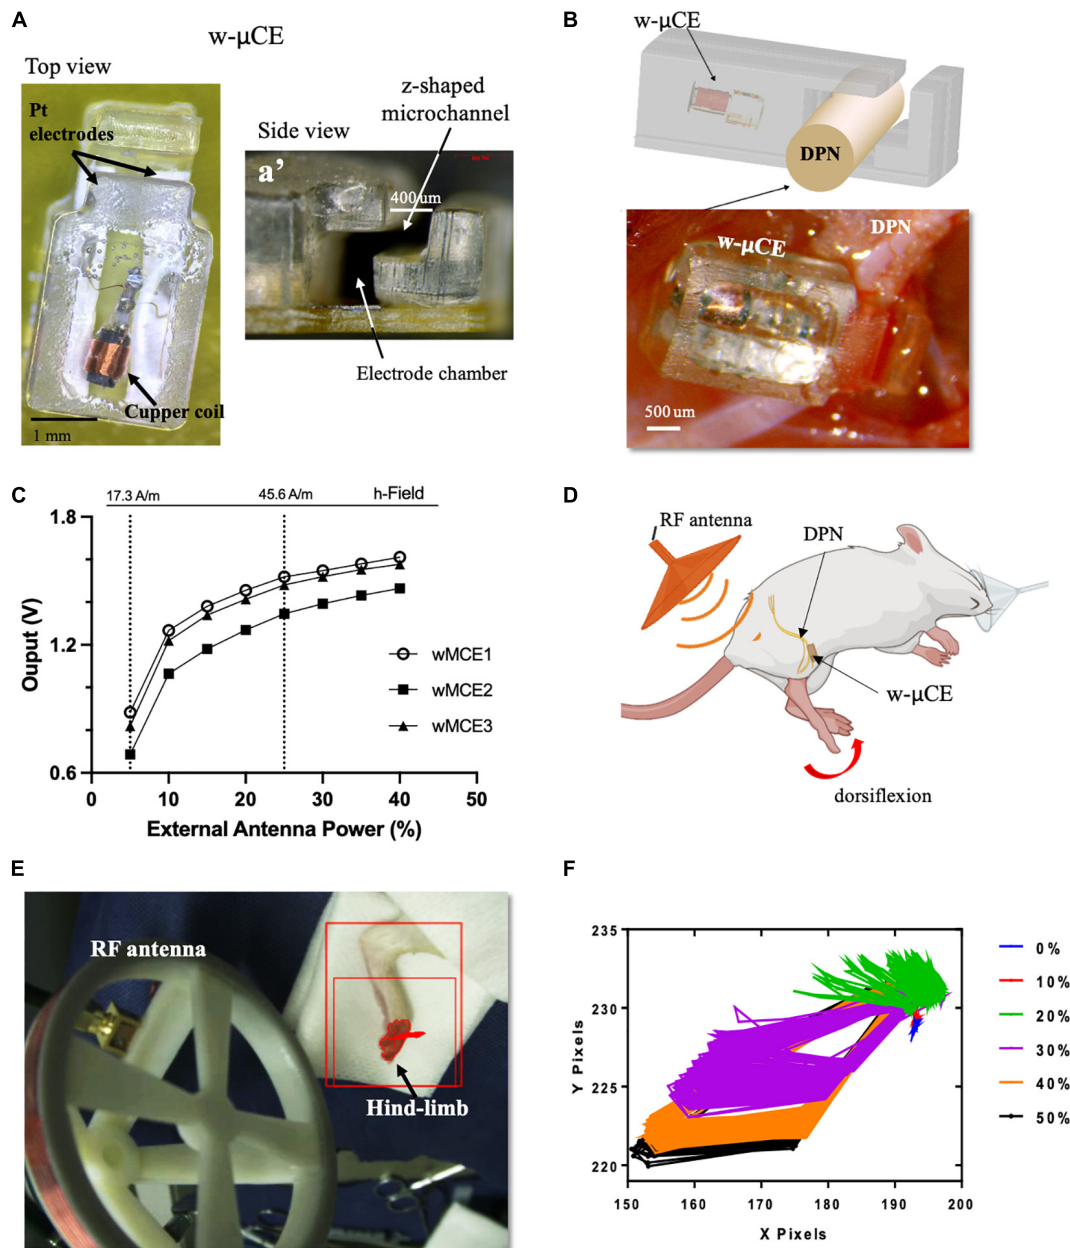 A
w-μCE
Top view
Pt
electrodes
Cupper coil
1 mm
z-shaped
microchannel
Side view
a'
400 um
Electrode chamber
B
w-μCE
DPN
w-μCE
DPN
500 um
C
17.3 A/m
45.6 A/m
h-Field
1.8
1.2
0.6
Ouput (V)
wMCE1
wMCE2
wMCE3
0
10
20
30
40
50
External Antenna Power (%)
D
RF antenna
DPN
w-μCE
dorsiflexion
E
RF antenna
Hind-limb
F
235
230
225
220
Y Pixels
150
160
170
180
190
200
X Pixels
0%
10%
20%
30%
40%
50%